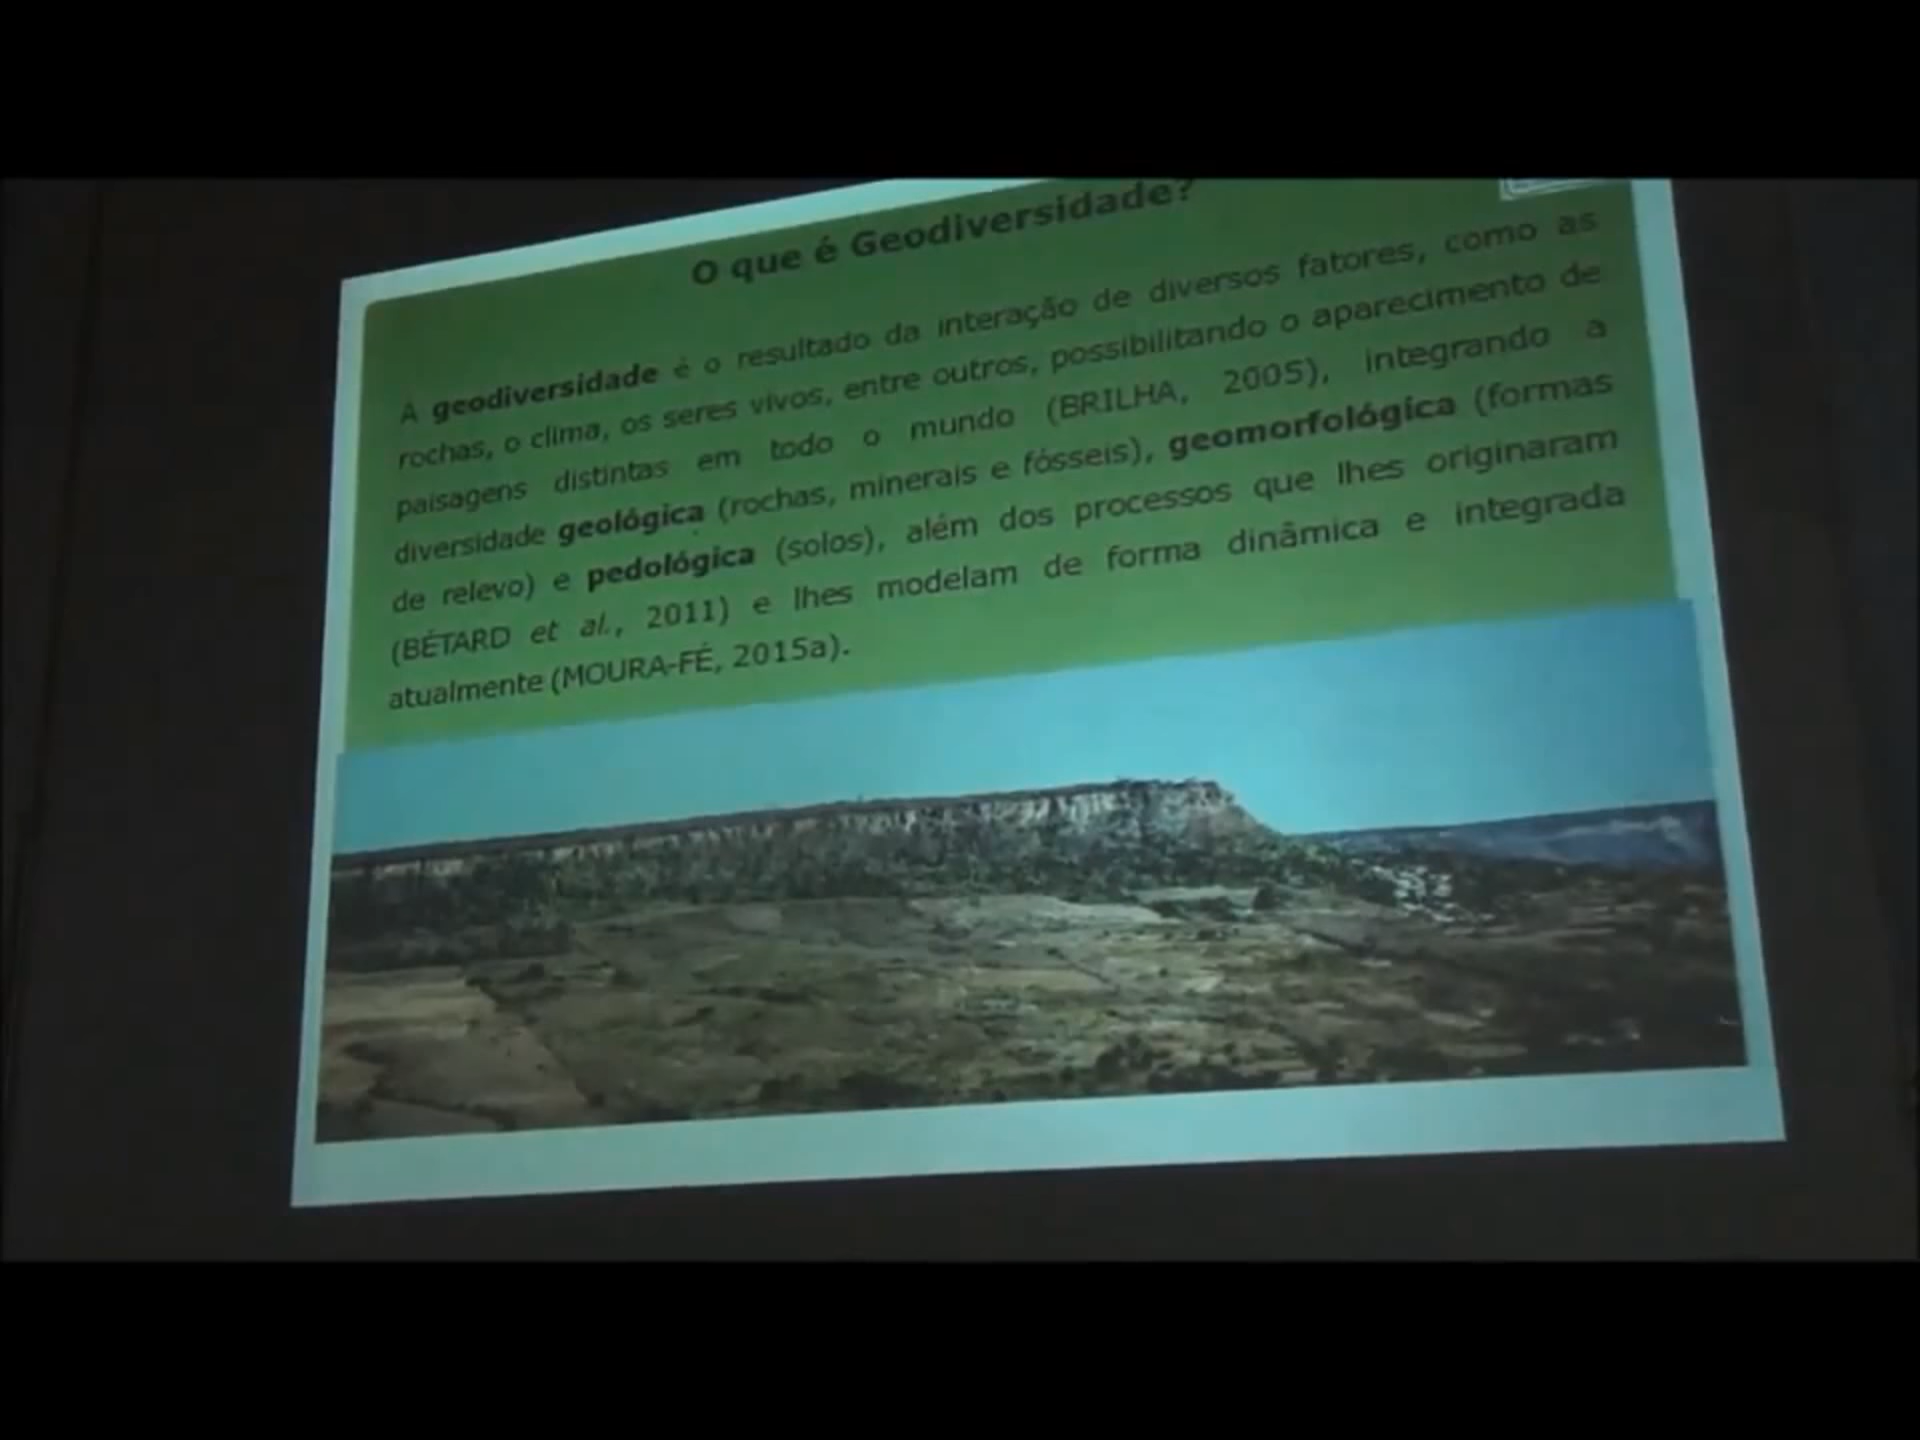 O que é Geodiversidade?
A geodiversidade é o resultado da interação de diversos fatores, como as
rochas, o clima, os seres vivos, entre outros, possibilitando o aparecimento de
paisagens distintas em todo o mundo (BRILHA, 2005), integrando a
diversidade geológica (rochas, minerais e fósseis), geomorfológica (formas
de relevo) e pedológica (solos), além dos processos que lhes originaram
(BÉTARD et al., 2011) e lhes modelam de forma dinâmica e integrada
atualmente (MOURA-FÉ, 2015a).